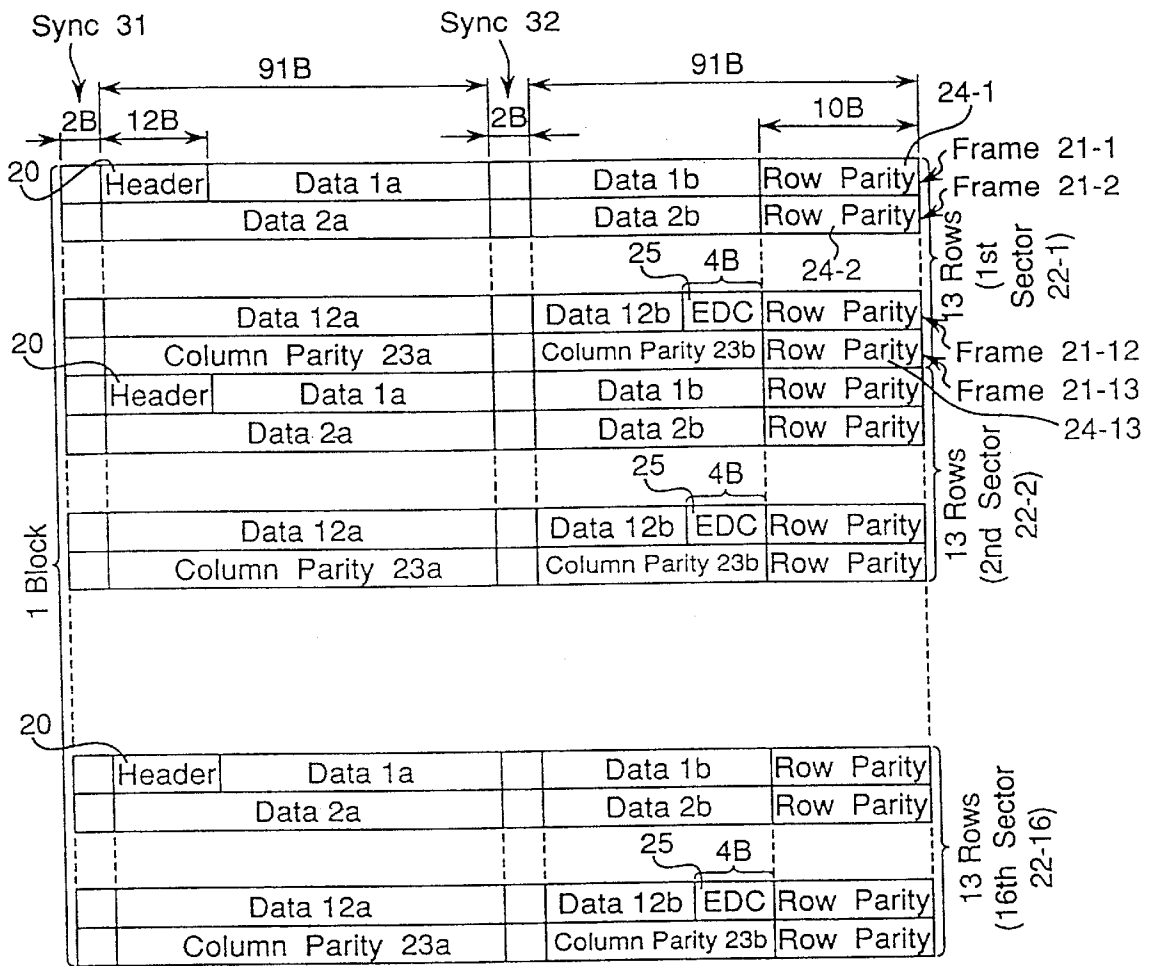 Sync 31
Sync 32
91B
91B
2B
12B
2B
10B
24-1
20
Header
Data 1a
Data 1b
Row Parity
Frame 21-1
Data 2a
Data 2b
Row Parity
Frame 21-2
24-2
25
4B
13 Rows
(1st
Sector
22-1)
Data 12a
Data 12b
EDC
Row Parity
Frame 21-12
20
Column Parity 23a
Column Parity 23b
Row Parity
Frame 21-13
24-13
Header
Data 1a
Data 1b
Row Parity
Data 2a
Data 2b
Row Parity
25
4B
13 Rows
(2nd Sector
22-2)
Data 12a
Data 12b
EDC
Row Parity
Column Parity 23a
Column Parity 23b
Row Parity
1 Block
20
Header
Data 1a
Data 1b
Row Parity
Data 2a
Data 2b
Row Parity
25
4B
13 Rows
(16th Sector
22-16)
Data 12a
Data 12b
EDC
Row Parity
Column Parity 23a
Column Parity 23b
Row Parity